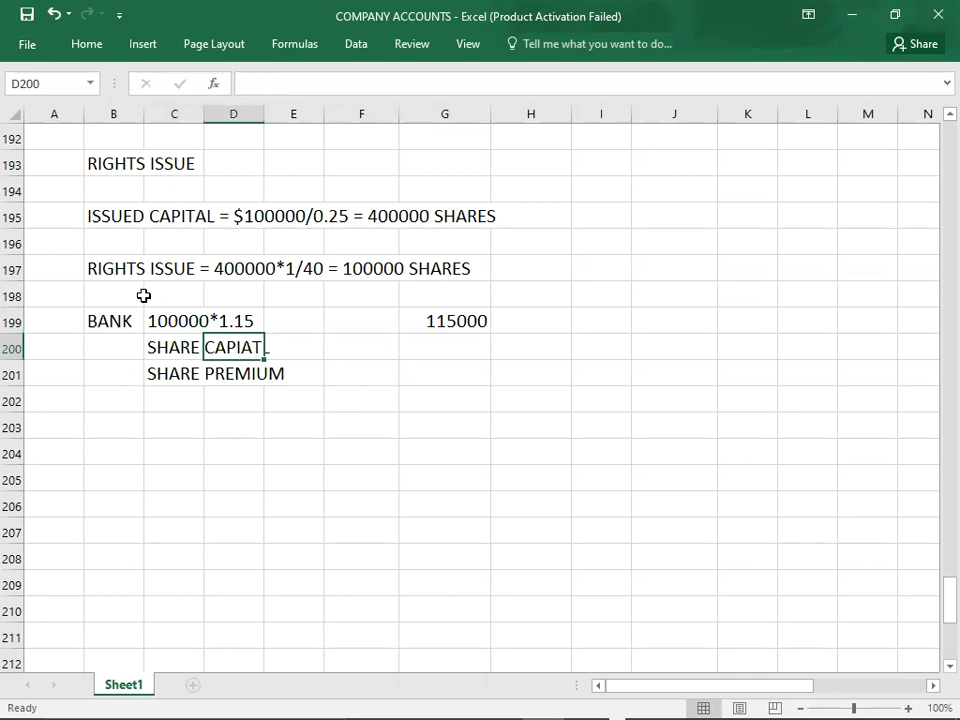 COMPANY ACCOUNTS - Excel (Product Activation Failed)
File Home Insert Page Layout Formulas Data Review View Tell me what you want to do... Share
D200 fx
A B C D E F G H I J K L M N
192
193 RIGHTS ISSUE
194
195 ISSUED CAPITAL = $100000/0.25 = 400000 SHARES
196
197 RIGHTS ISSUE = 400000*1/40 = 100000 SHARES
198
199 BANK 100000*1.15 115000
200 SHARE CAPIATL
201 SHARE PREMIUM
202
203
204
205
206
207
208
209
210
211
212
Sheet1
Ready 100%